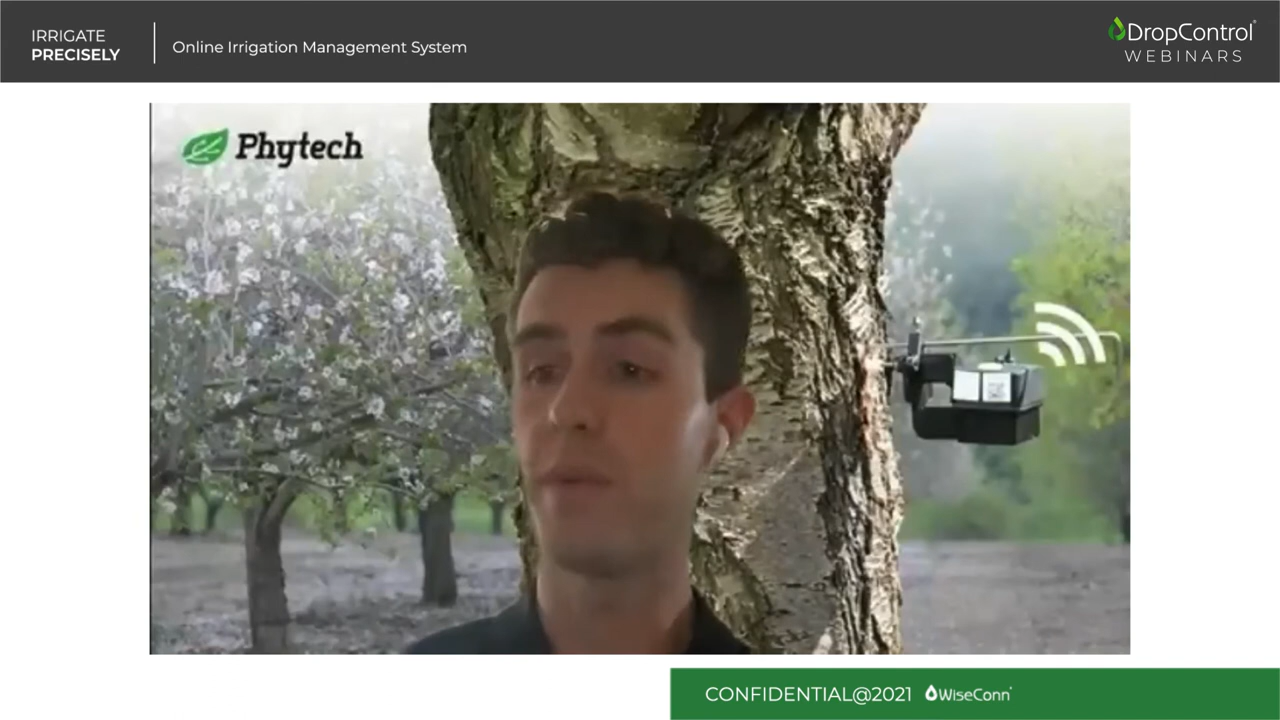 IRRIGATE
PRECISELY
Online Irrigation Management System
DropControl
WEBINARS
Phytech
CONFIDENTIAL@2021 WiseConn